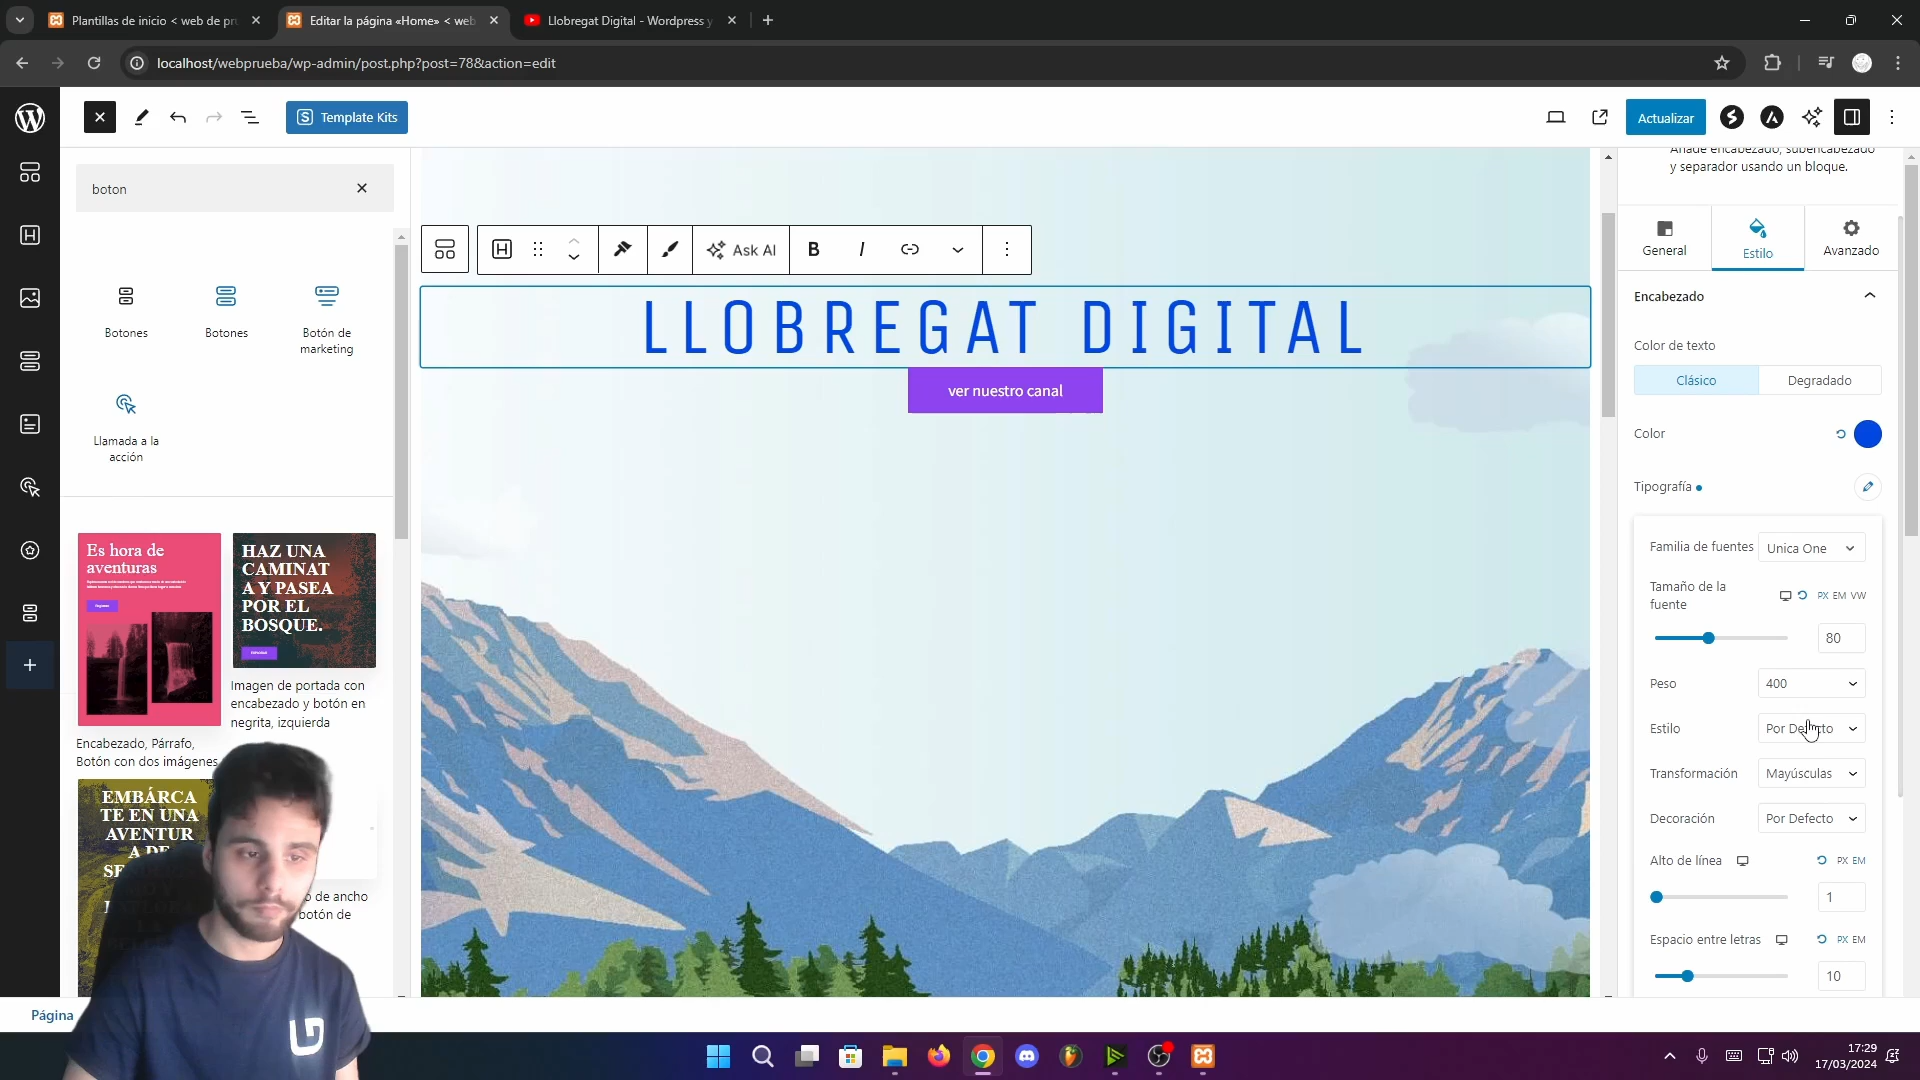 Plantillas de inicio < web de pr
Editar la página «Home» < web
Llobregat Digital - Wordpress y
localhost/webprueba/wp-admin/post.php?post=78&action=edit
Template Kits
Actualizar
boton
Botones
Botones
Botón de
marketing
Llamada a la
acción
Es hora de
aventuras
Encabezado, Párrafo,
Botón con dos imágenes
HAZ UNA
CAMINAT
A Y PASEA
POR EL
BOSQUE.
Imagen de portada con
encabezado y botón en
negrita, izquierda
EMBÁRCA
TE EN UNA
AVENTUR
A DE
de ancho
botón de
Página
Ask AI
B
I
LLOBREGAT DIGITAL
ver nuestro canal
Añade encabezado, subencabezado
y separador usando un bloque.
General
Estilo
Avanzado
Encabezado
Color de texto
Clásico
Degradado
Color
Tipografía
Familia de fuentes
Unica One
Tamaño de la
fuente
PX EM VW
80
Peso
400
Estilo
Por Defecto
Transformación
Mayúsculas
Decoración
Por Defecto
Alto de línea
PX EM
1
Espacio entre letras
PX EM
10
17:29
17/03/2024